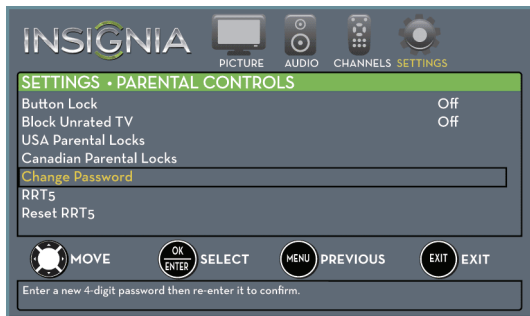 INSIGNIA
PICTURE AUDIO CHANNELS SETTINGS
SETTINGS • PARENTAL CONTROLS
Button Lock Off
Block Unrated TV Off
USA Parental Locks
Canadian Parental Locks
Change Password
RRT5
Reset RRT5
MOVE OK ENTER SELECT MENU PREVIOUS EXIT EXIT
Enter a new 4-digit password then re-enter it to confirm.